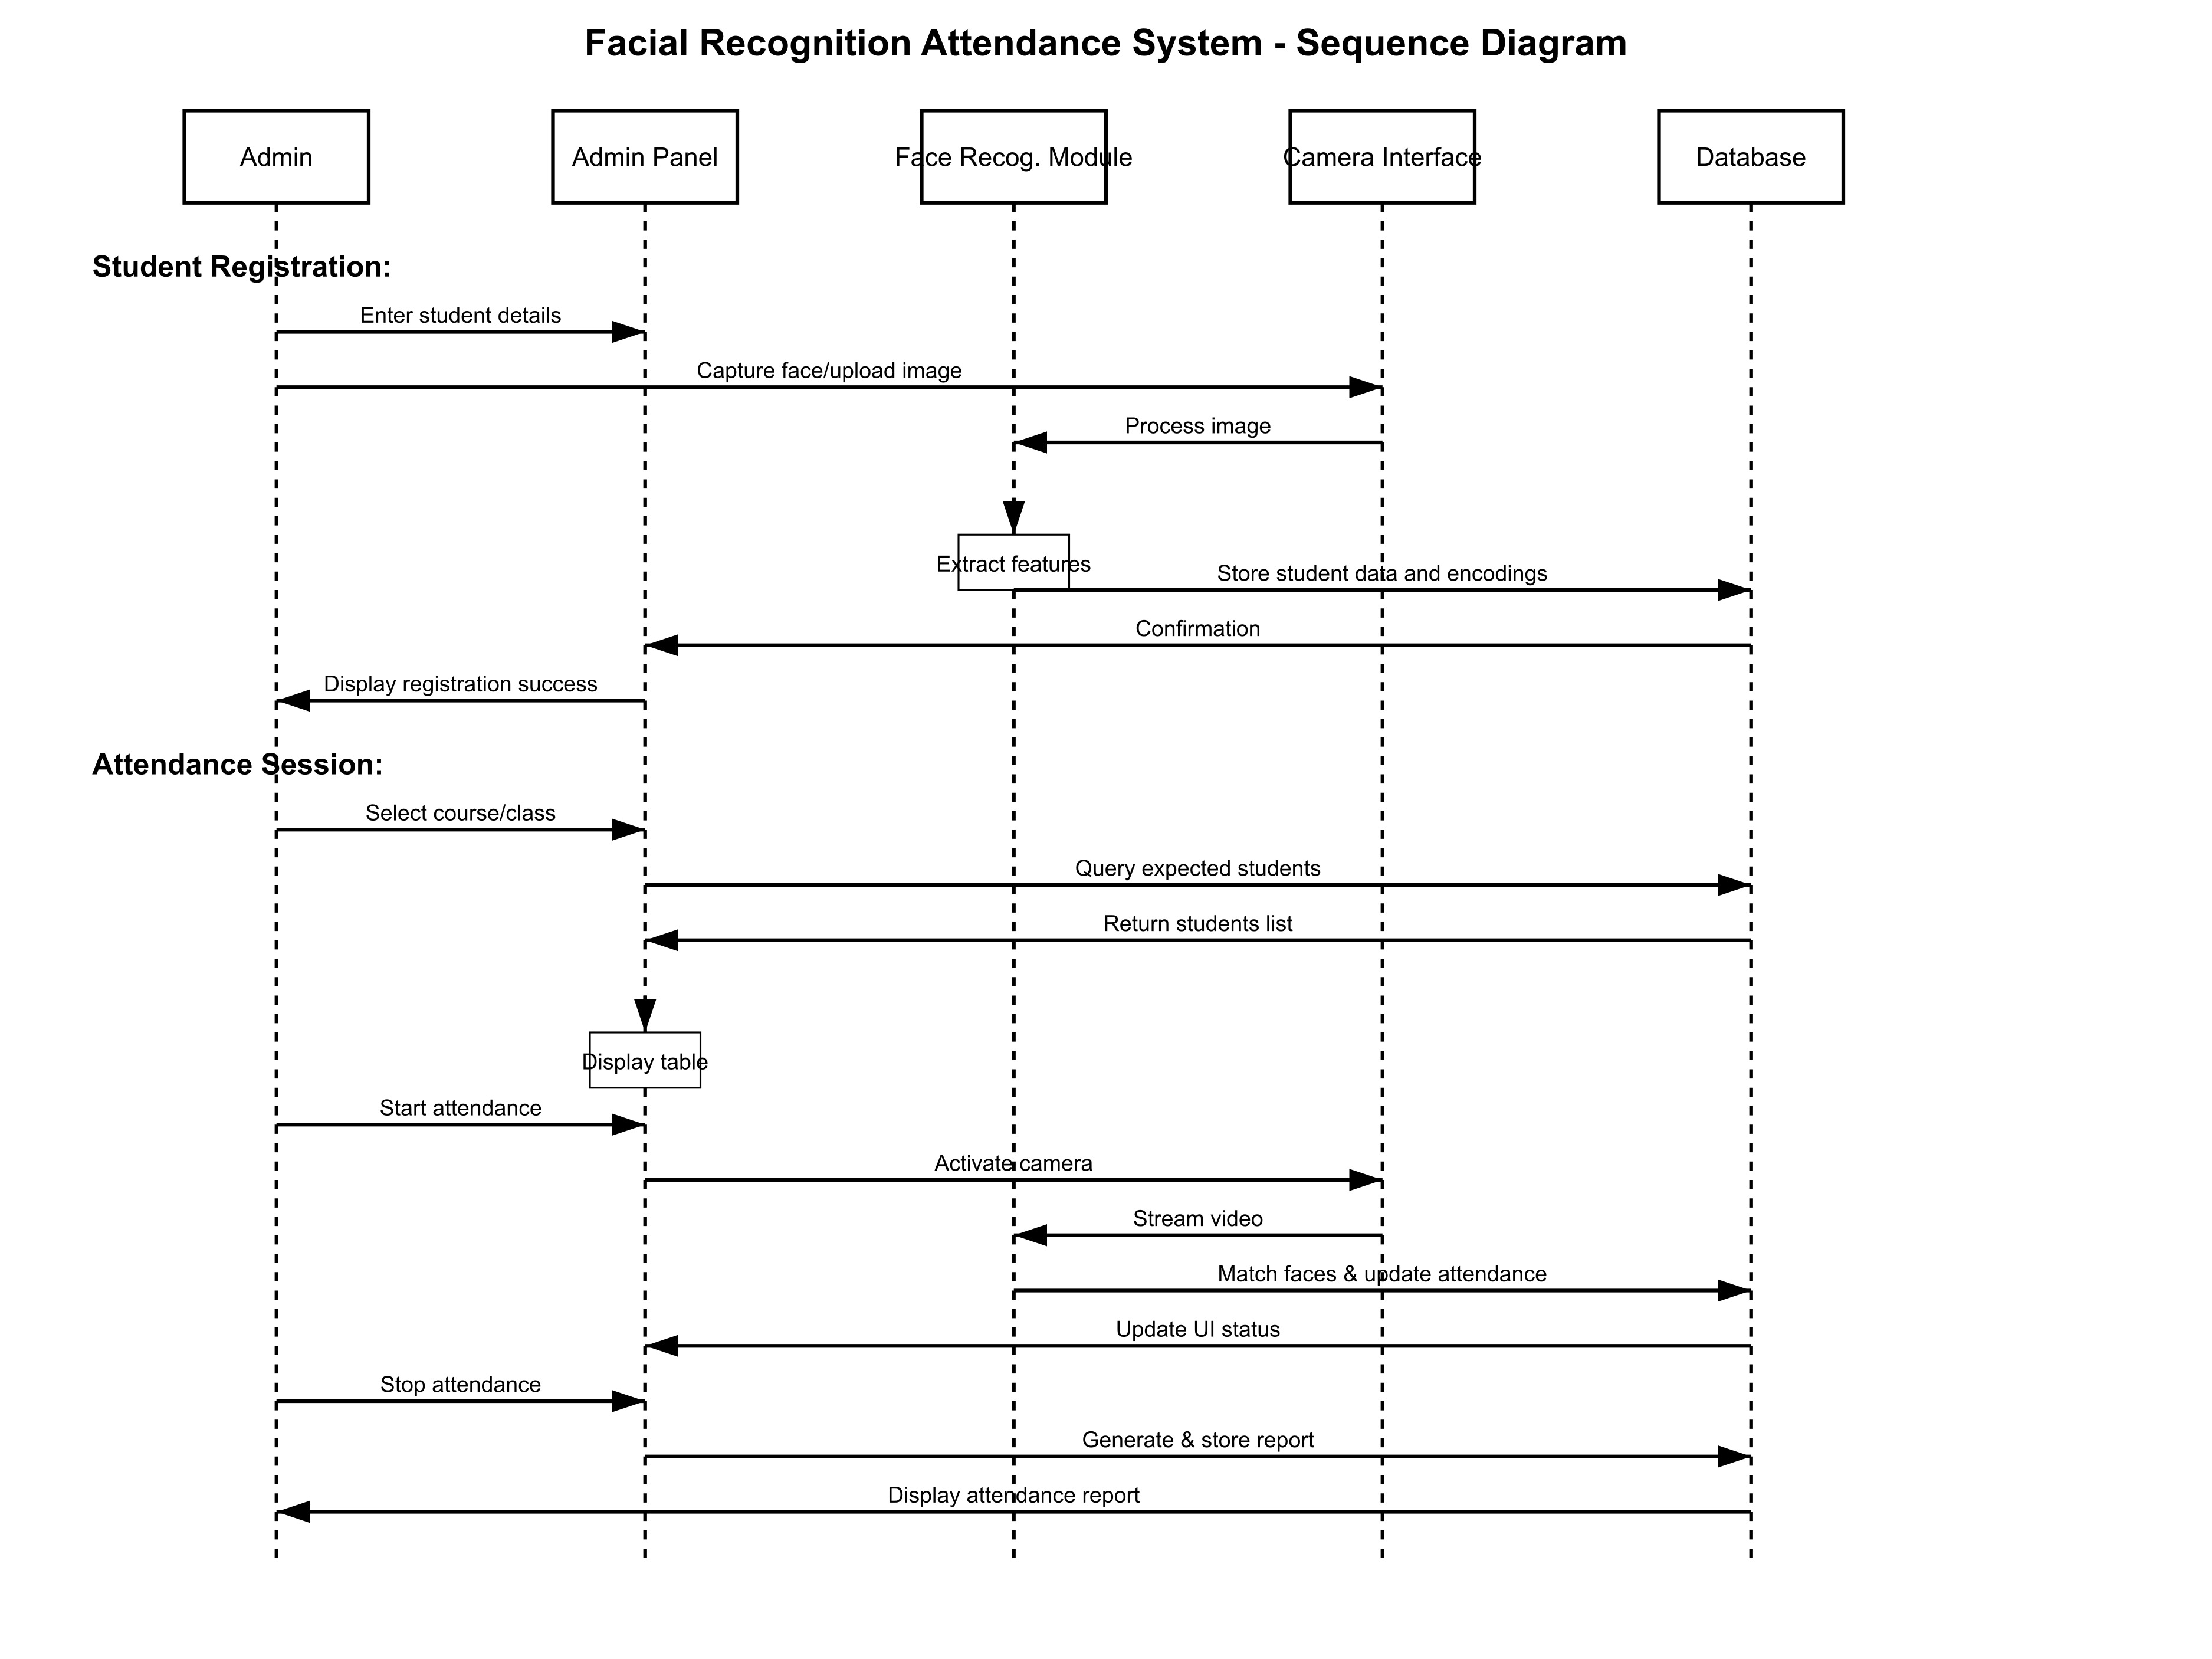 Facial Recognition Attendance System - Sequence Diagram
Admin
Admin Panel
Face Recog. Module
Camera Interface
Database
Student Registration:
Enter student details
Capture face/upload image
Process image
Extract features
Store student data and encodings
Confirmation
Display registration success
Attendance Session:
Select course/class
Query expected students
Return students list
Display table
Start attendance
Activate camera
Stream video
Match faces & update attendance
Update UI status
Stop attendance
Generate & store report
Display attendance report